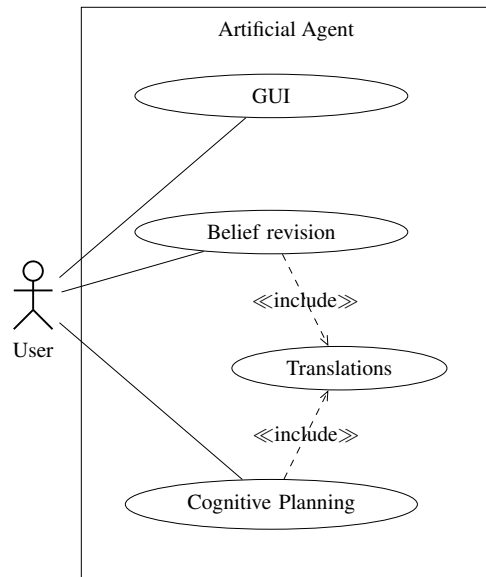 Artificial Agent
GUI
Belief revision
≪include≫
User
Translations
≪include≫
Cognitive Planning